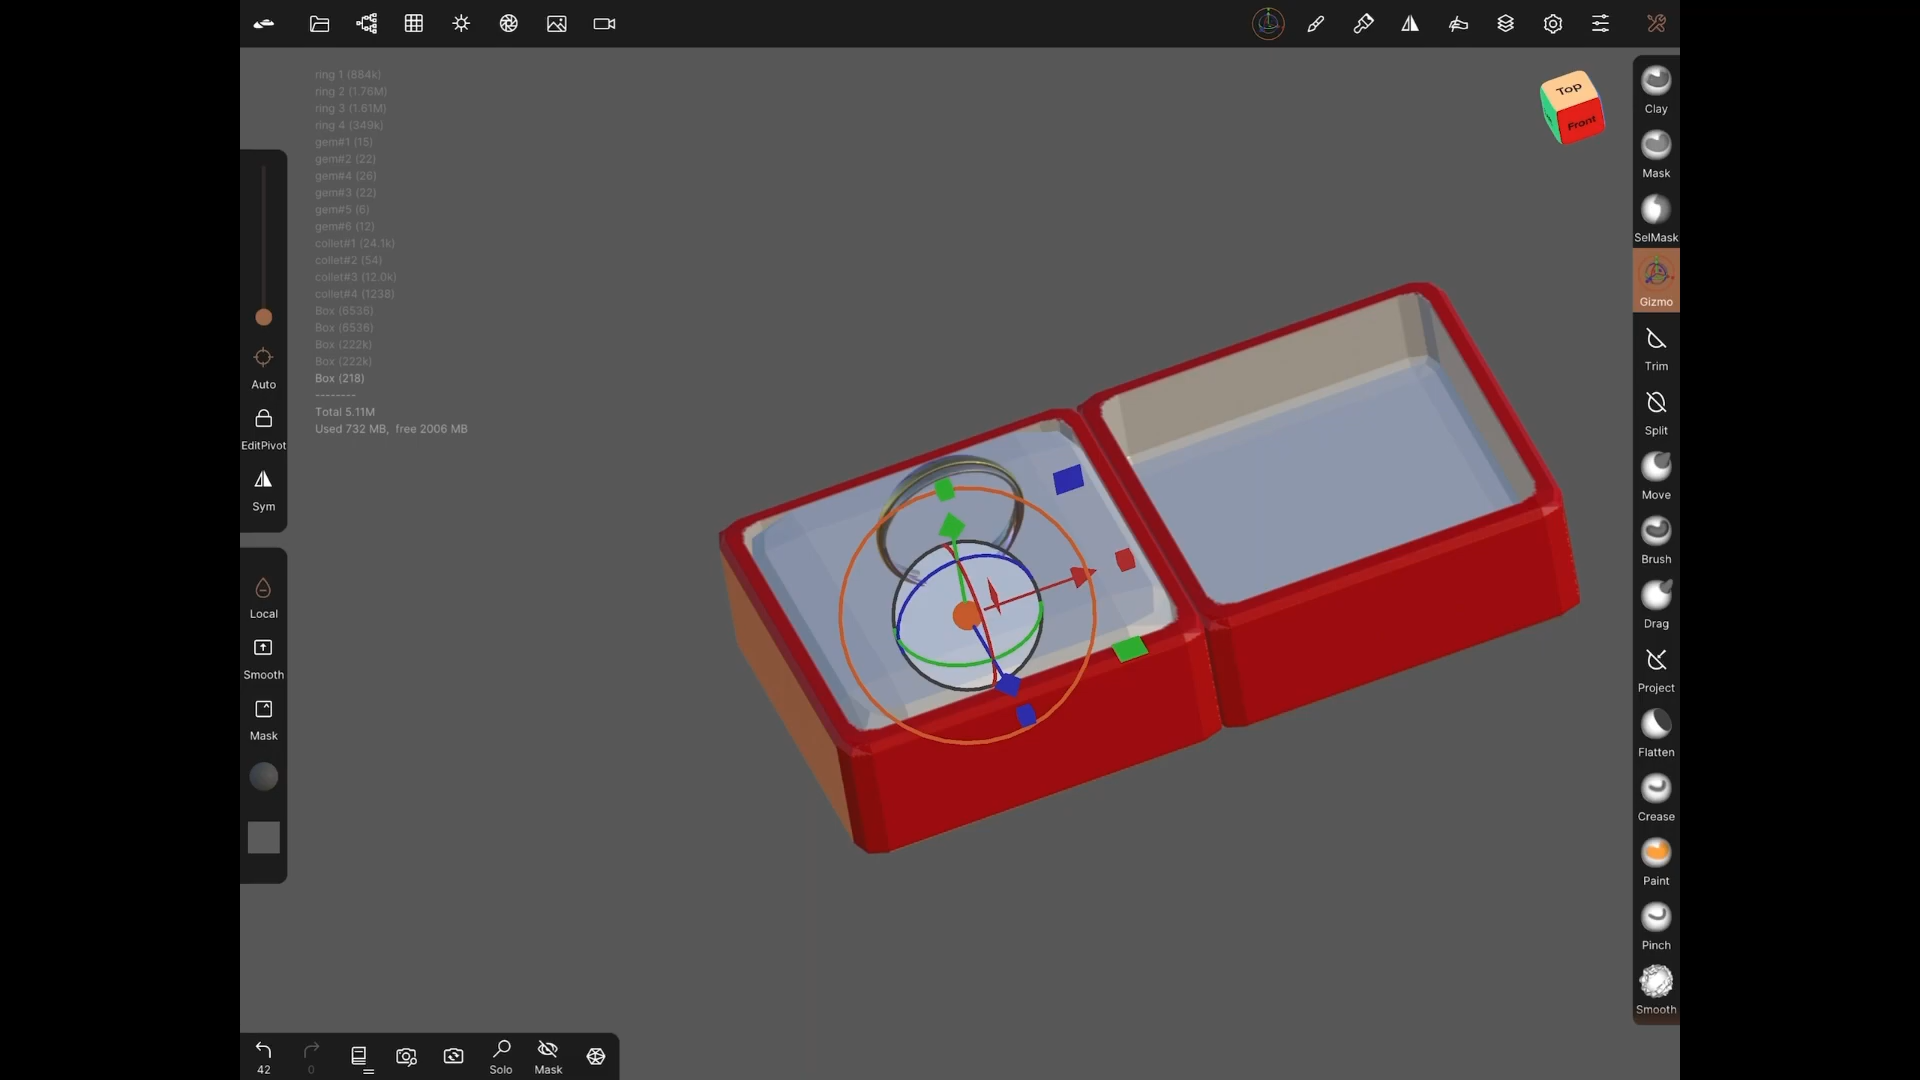 ring 1 (884k)
ring 2 (1.76M)
ring 3 (1.61M)
ring 4 (349k)
gem#1 (15)
gem#2 (22)
gem#4 (26)
gem#3 (22)
gem#5 (6)
gem#6 (12)
collet#1 (24.1k)
collet#2 (54)
collet#3 (12.0k)
collet#4 (1238)
Box (6536)
Box (6536)
Box (222k)
Box (222k)
Box (218)
--------
Total 5.11M
Used 732 MB, free 2006 MB
Auto
EditPivot
Sym
Local
Smooth
Mask
42
0
Solo
Mask
Top
Front
Clay
Mask
SelMask
Gizmo
Trim
Split
Move
Brush
Drag
Project
Flatten
Crease
Paint
Pinch
Smooth